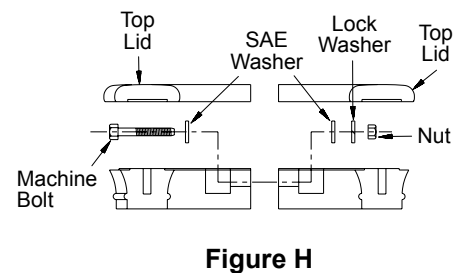 Top
Lid
SAE
Washer
Lock
Washer
Top
Lid
Machine
Bolt
Nut
Figure H